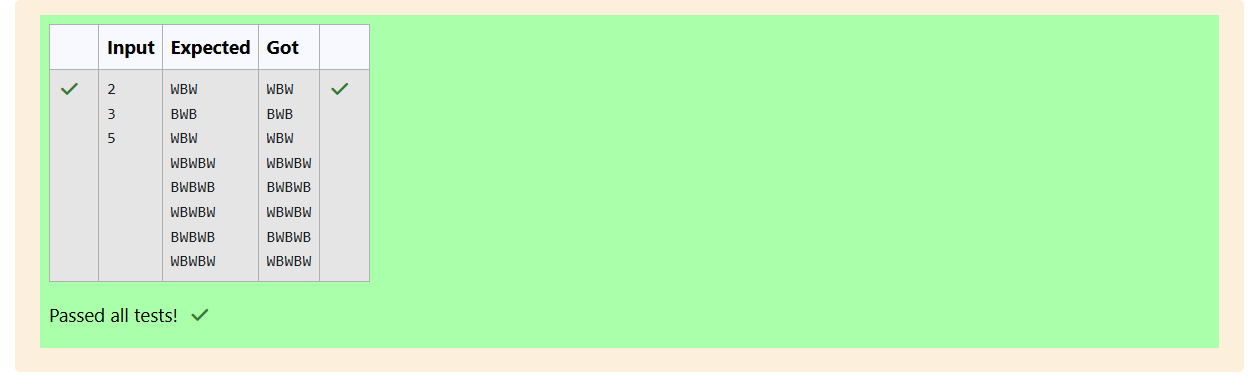 Input Expected Got
2 WBW WBW
3 BWB BWB
5 WBW WBW
WBWBW WBWBW
BWBWB BWBWB
WBWBW WBWBW
BWBWB BWBWB
WBWBW WBWBW
Passed all tests!